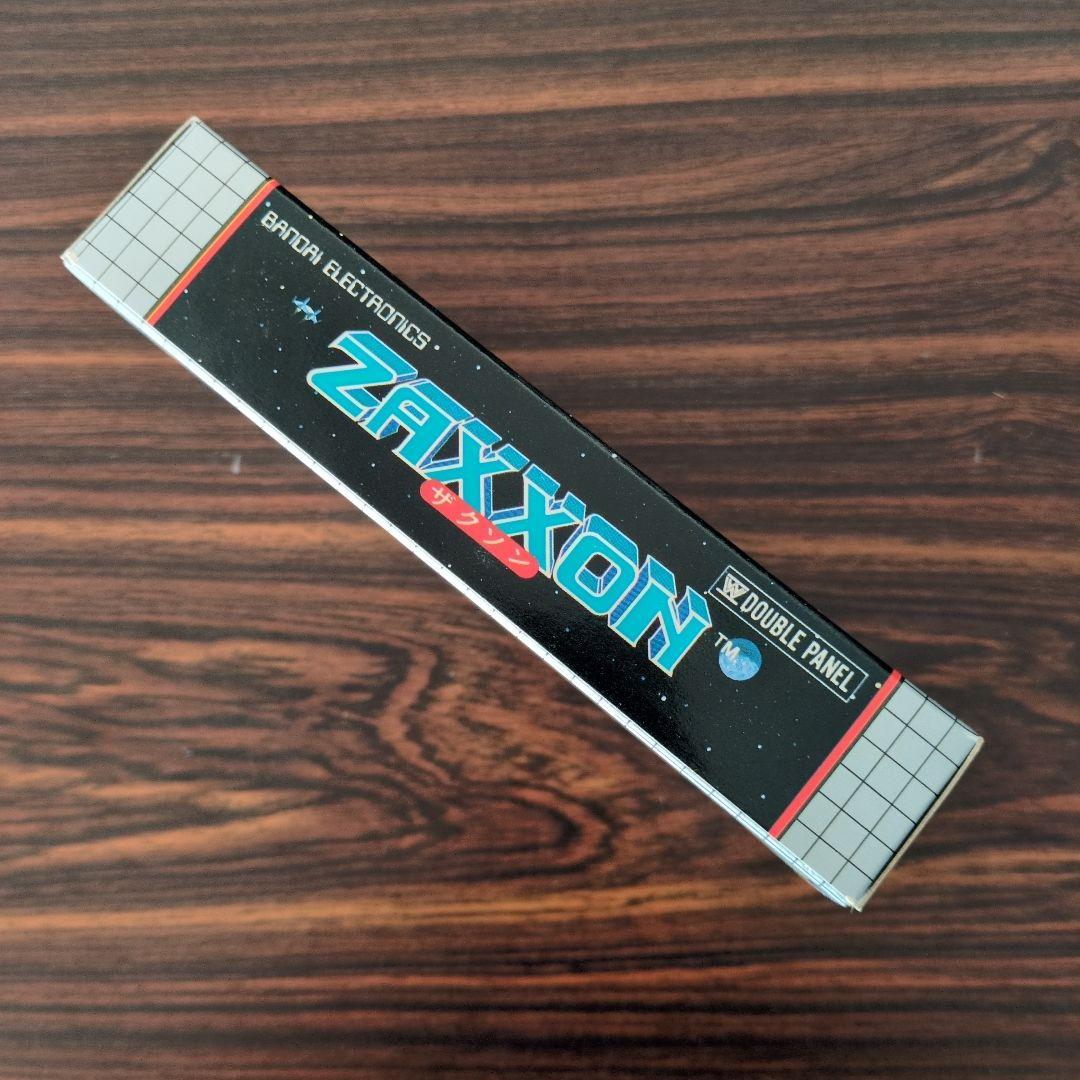 BANDAI ELECTRONICS
ZAXXON
TM
ザクソン
W DOUBLE PANEL